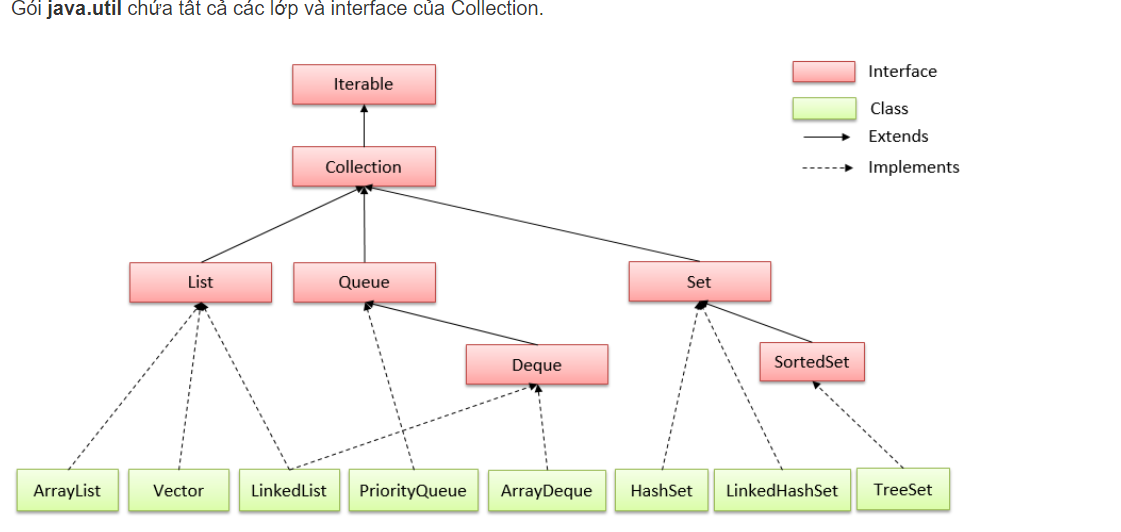 Gói java.util chứa tất cả các lớp và interface của Collection.
Iterable
Interface
Class
Extends
Collection
Implements
List
Queue
Set
Deque
SortedSet
ArrayList
Vector
LinkedList
PriorityQueue
ArrayDeque
HashSet
LinkedHashSet
TreeSet